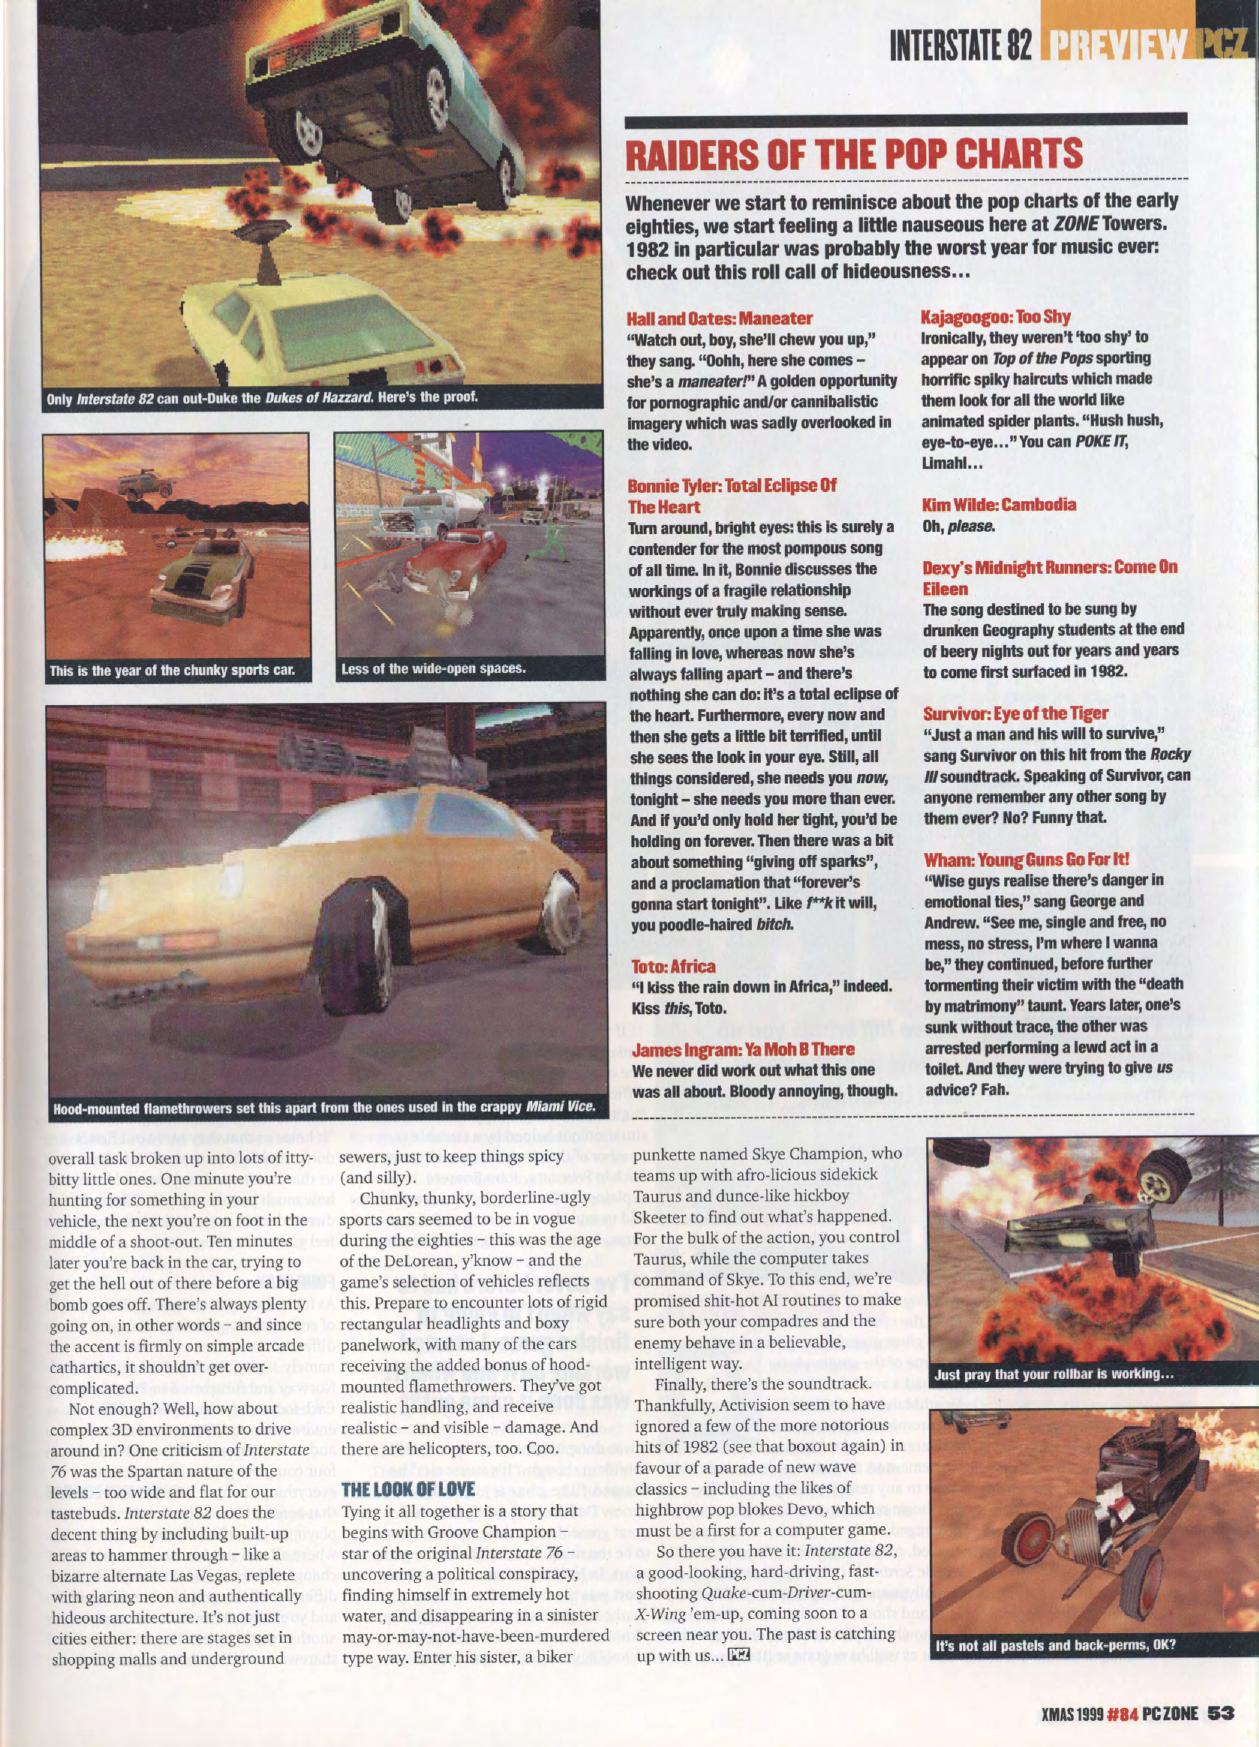 INTERSTATE 82 PREVIEW PCZ
Only Interstate 82 can out-Duke the Dukes of Hazzard. Here's the proof.
This is the year of the chunky sports car.
Less of the wide-open spaces.
Hood-mounted flamethrowers set this apart from the ones used in the crappy Miami Vice.
RAIDERS OF THE POP CHARTS
Whenever we start to reminisce about the pop charts of the early
eighties, we start feeling a little nauseous here at ZONE Towers.
1982 in particular was probably the worst year for music ever:
check out this roll call of hideousness...
Hall and Oates: Maneater
“Watch out, boy, she'll chew you up,”
they sang. “Oohh, here she comes –
she's a maneater!” A golden opportunity
for pornographic and/or cannibalistic
imagery which was sadly overlooked in
the video.
Bonnie Tyler: Total Eclipse Of
The Heart
Turn around, bright eyes: this is surely a
contender for the most pompous song
of all time. In it, Bonnie discusses the
workings of a fragile relationship
without ever truly making sense.
Apparently, once upon a time she was
falling in love, whereas now she's
always falling apart – and there's
nothing she can do: it's a total eclipse of
the heart. Furthermore, every now and
then she gets a little bit terrified, until
she sees the look in your eye. Still, all
things considered, she needs you now,
tonight – she needs you more than ever.
And if you'd only hold her tight, you'd be
holding on forever. Then there was a bit
about something “giving off sparks”,
and a proclamation that “forever's
gonna start tonight”. Like f**k it will,
you poodle-haired bitch.
Toto: Africa
“I kiss the rain down in Africa,” indeed.
Kiss this, Toto.
James Ingram: Ya Moh B There
We never did work out what this one
was all about. Bloody annoying, though.
Kajagoogoo: Too Shy
Ironically, they weren't ‘too shy’ to
appear on Top of the Pops sporting
horrific spiky haircuts which made
them look for all the world like
animated spider plants. “Hush hush,
eye-to-eye...” You can POKE IT,
Limahl...
Kim Wilde: Cambodia
Oh, please.
Dexy's Midnight Runners: Come On
Eileen
The song destined to be sung by
drunken Geography students at the end
of beery nights out for years and years
to come first surfaced in 1982.
Survivor: Eye of the Tiger
“Just a man and his will to survive,”
sang Survivor on this hit from the Rocky
III soundtrack. Speaking of Survivor, can
anyone remember any other song by
them ever? No? Funny that.
Wham: Young Guns Go For It!
“Wise guys realise there's danger in
emotional ties,” sang George and
Andrew. “See me, single and free, no
mess, no stress, I'm where I wanna
be,” they continued, before further
tormenting their victim with the “death
by matrimony” taunt. Years later, one's
sunk without trace, the other was
arrested performing a lewd act in a
toilet. And they were trying to give us
advice? Fah.
overall task broken up into lots of itty-
bitty little ones. One minute you're
hunting for something in your
vehicle, the next you're on foot in the
middle of a shoot-out. Ten minutes
later you're back in the car, trying to
get the hell out of there before a big
bomb goes off. There's always plenty
going on, in other words – and since
the accent is firmly on simple arcade
cathartics, it shouldn't get over-
complicated.
Not enough? Well, how about
complex 3D environments to drive
around in? One criticism of Interstate
76 was the Spartan nature of the
levels – too wide and flat for our
tastebuds. Interstate 82 does the
decent thing by including built-up
areas to hammer through – like a
bizarre alternate Las Vegas, replete
with glaring neon and authentically
hideous architecture. It's not just
cities either: there are stages set in
shopping malls and underground
sewers, just to keep things spicy
(and silly).
Chunky, thunky, borderline-ugly
sports cars seemed to be in vogue
during the eighties – this was the age
of the DeLorean, y'know – and the
game's selection of vehicles reflects
this. Prepare to encounter lots of rigid
rectangular headlights and boxy
panelwork, with many of the cars
receiving the added bonus of hood-
mounted flamethrowers. They've got
realistic handling, and receive
realistic – and visible – damage. And
there are helicopters, too. Coo.
THE LOOK OF LOVE
Tying it all together is a story that
begins with Groove Champion –
star of the original Interstate 76 –
uncovering a political conspiracy,
finding himself in extremely hot
water, and disappearing in a sinister
may-or-may-not-have-been-murdered
type way. Enter his sister, a biker
punkette named Skye Champion, who
teams up with afro-licious sidekick
Taurus and dunce-like hickboy
Skeeter to find out what's happened.
For the bulk of the action, you control
Taurus, while the computer takes
command of Skye. To this end, we're
promised shit-hot AI routines to make
sure both your compadres and the
enemy behave in a believable,
intelligent way.
Finally, there's the soundtrack.
Thankfully, Activision seem to have
ignored a few of the more notorious
hits of 1982 (see that boxout again) in
favour of a parade of new wave
classics – including the likes of
highbrow pop blokes Devo, which
must be a first for a computer game.
So there you have it: Interstate 82,
a good-looking, hard-driving, fast-
shooting Quake-cum-Driver-cum-
X-Wing 'em-up, coming soon to a
screen near you. The past is catching
up with us... PCZ
Just pray that your rollbar is working...
It's not all pastels and back-perms, OK?
XMAS 1999 #84 PC ZONE 53